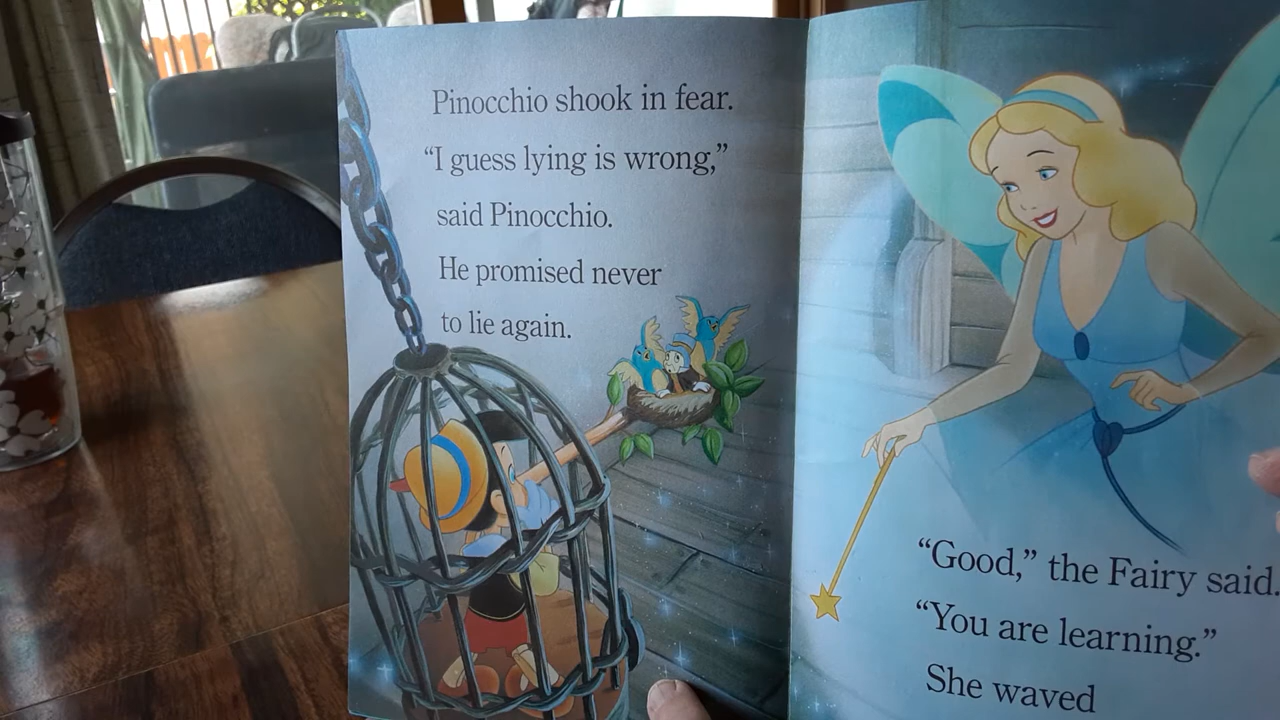 Pinocchio shook in fear.
“I guess lying is wrong,”
said Pinocchio.
He promised never
to lie again.
“Good,” the Fairy said.
“You are learning.”
She waved